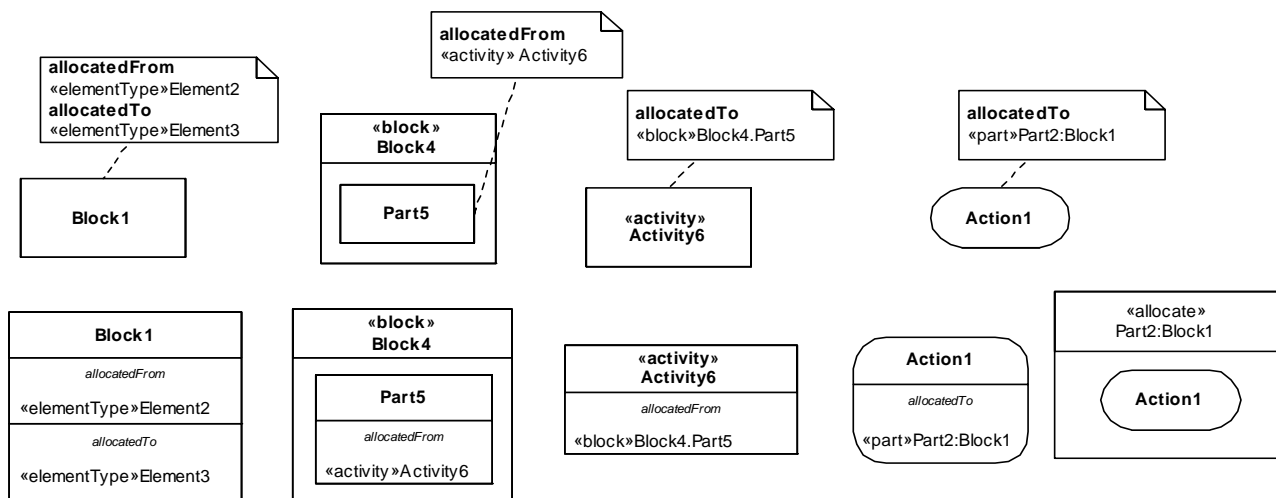 allocatedFrom
«elementType»Element2
allocatedTo
«elementType»Element3
Block1
allocatedFrom
«activity» Activity6
«block»
Block4
Part5
allocatedTo
«block»Block4.Part5
«activity»
Activity6
allocatedTo
«part»Part2:Block1
Action1
Block1
allocatedFrom
«elementType»Element2
allocatedTo
«elementType»Element3
«block»
Block4
Part5
allocatedFrom
«activity»Activity6
«activity»
Activity6
allocatedFrom
«block»Block4.Part5
Action1
allocatedTo
«part»Part2:Block1
«allocate»
Part2:Block1
Action1